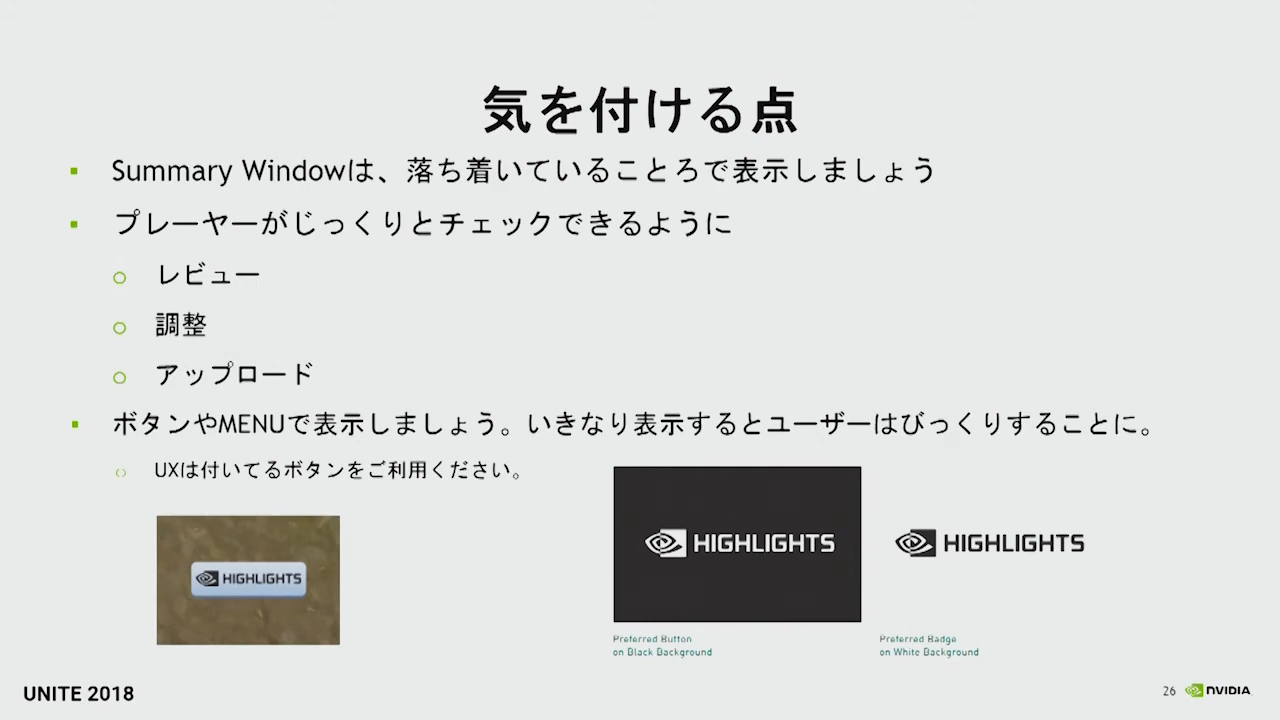 気を付ける点
Summary Windowは、落ち着いていることろで表示しましょう
プレーヤーがじっくりとチェックできるように
レビュー
調整
アップロード
ボタンやMENUで表示しましょう。いきなり表示するとユーザーはびっくりすることに。
UXは付いてるボタンをご利用ください。
HIGHLIGHTS
HIGHLIGHTS
HIGHLIGHTS
Preferred Button
on Black Background
Preferred Badge
on White Background
UNITE 2018
26 NVIDIA